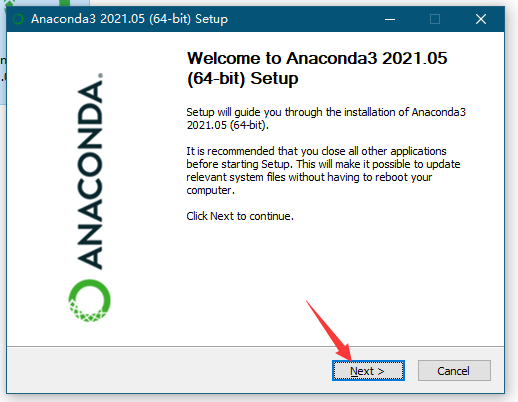 Anaconda3 2021.05 (64-bit) Setup
Welcome to Anaconda3 2021.05
(64-bit) Setup
Setup will guide you through the installation of Anaconda3
2021.05 (64-bit).
It is recommended that you close all other applications
before starting Setup. This will make it possible to update
relevant system files without having to reboot your
computer.
Click Next to continue.
ANACONDA.
Next >
Cancel